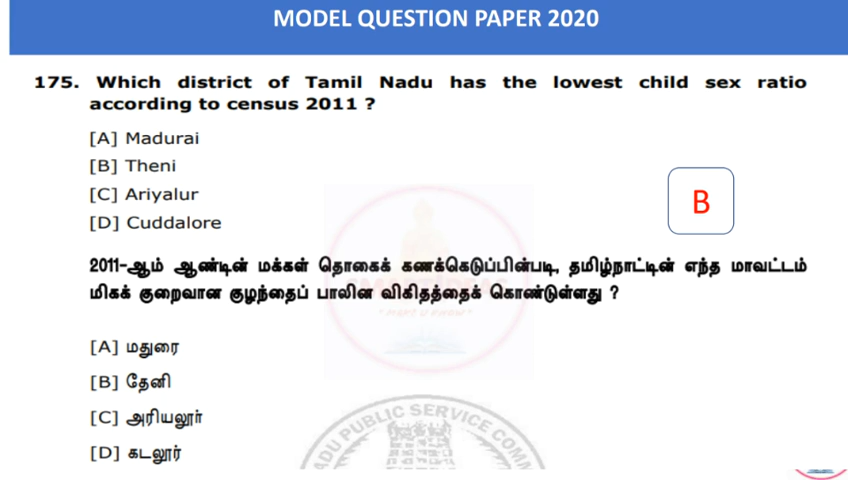 MODEL QUESTION PAPER 2020
175. Which district of Tamil Nadu has the lowest child sex ratio
according to census 2011 ?
[A] Madurai
[B] Theni
[C] Ariyalur
[D] Cuddalore
B
2011-ஆம் ஆண்டின் மக்கள் தொகைக் கணக்கெடுப்பின்படி, தமிழ்நாட்டின் எந்த மாவட்டம்
மிகக் குறைவான குழந்தைப் பாலின விகிதத்தைக் கொண்டுள்ளது ?
[A] மதுரை
[B] தேனி
[C] அரியலூர்
[D] கடலூர்
ADU PUBLIC SERVICE COMM